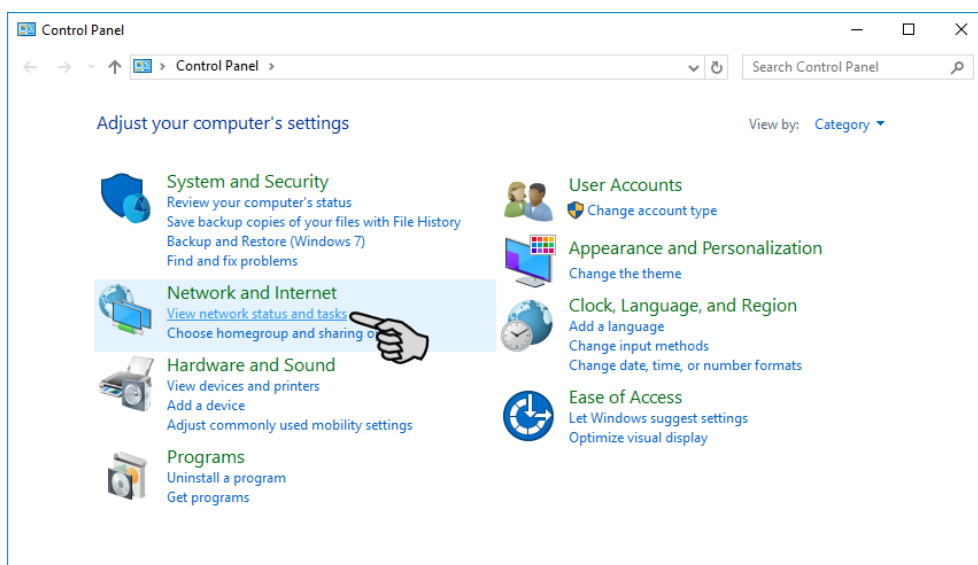 Control Panel
Control Panel
Search Control Panel
Adjust your computer's settings
View by: Category
System and Security
Review your computer's status
Save backup copies of your files with File History
Backup and Restore (Windows 7)
Find and fix problems
Network and Internet
View network status and tasks
Choose homegroup and sharing
Hardware and Sound
View devices and printers
Add a device
Adjust commonly used mobility settings
Programs
Uninstall a program
Get programs
User Accounts
Change account type
Appearance and Personalization
Change the theme
Clock, Language, and Region
Add a language
Change input methods
Change date, time, or number formats
Ease of Access
Let Windows suggest settings
Optimize visual display